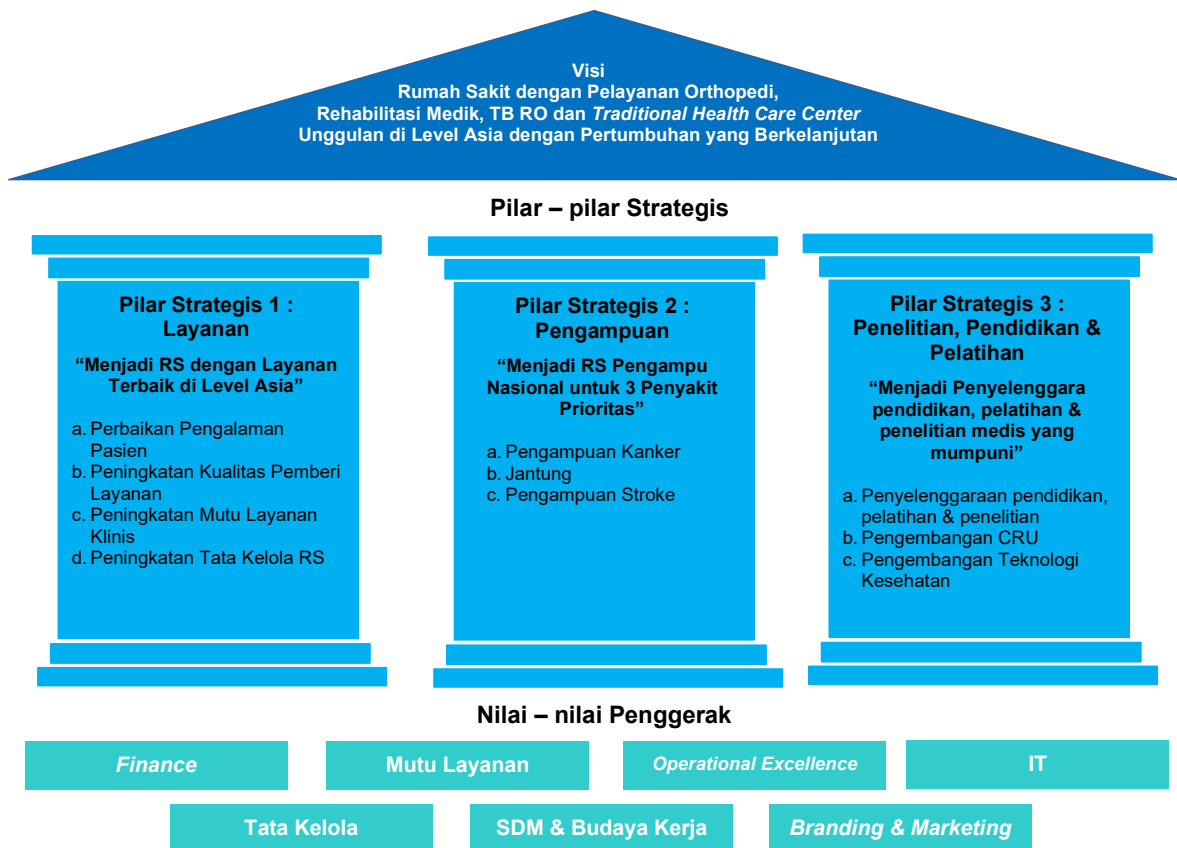 Visi
Rumah Sakit dengan Pelayanan Orthopedi,
Rehabilitasi Medik, TB RO dan Traditional Health Care Center
Unggulan di Level Asia dengan Pertumbuhan yang Berkelanjutan
Pilar – pilar Strategis
Pilar Strategis 1 :
Layanan
“Menjadi RS dengan Layanan
Terbaik di Level Asia”
a. Perbaikan Pengalaman
Pasien
b. Peningkatan Kualitas Pemberi
Layanan
c. Peningkatan Mutu Layanan
Klinis
d. Peningkatan Tata Kelola RS
Pilar Strategis 2 :
Pengampuan
“Menjadi RS Pengampu
Nasional untuk 3 Penyakit
Prioritas”
a. Pengampuan Kanker
b. Jantung
c. Pengampuan Stroke
Pilar Strategis 3 :
Penelitian, Pendidikan &
Pelatihan
“Menjadi Penyelenggara
pendidikan, pelatihan &
penelitian medis yang
mumpuni”
a. Penyelenggaraan pendidikan,
pelatihan & penelitian
b. Pengembangan CRU
c. Pengembangan Teknologi
Kesehatan
Nilai – nilai Penggerak
Finance
Mutu Layanan
Operational Excellence
IT
Tata Kelola
SDM & Budaya Kerja
Branding & Marketing